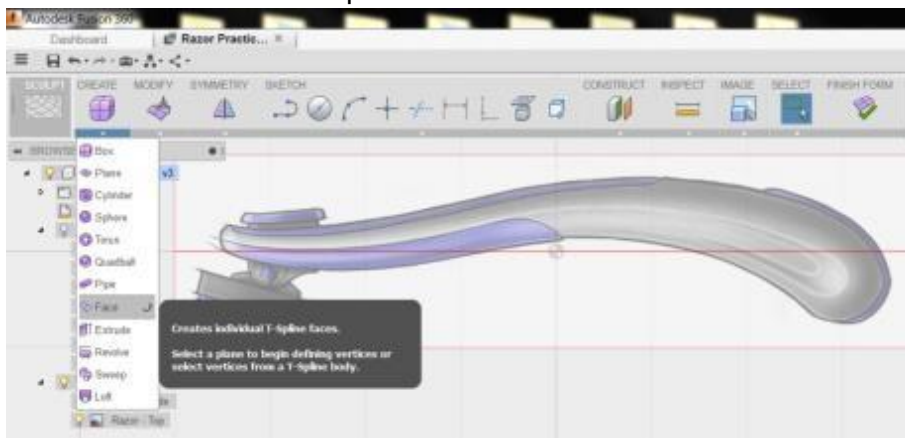 Autodesk Fusion 360
Dashboard
Razor Practic...
SCULPT CREATE MODIFY SYMMETRY SKETCH CONSTRUCT INSPECT IMAGE SELECT FINISH FORM
BROWSE
Box
Plane
v3
Cylinder
Sphere
Torus
Quadball
Pipe
Face
Creates individual T-Spline faces.
Extrude
Revolve
Select a plane to begin defining vertices or
select vertices from a T-Spline body.
Sweep
Loft
Razor - Top